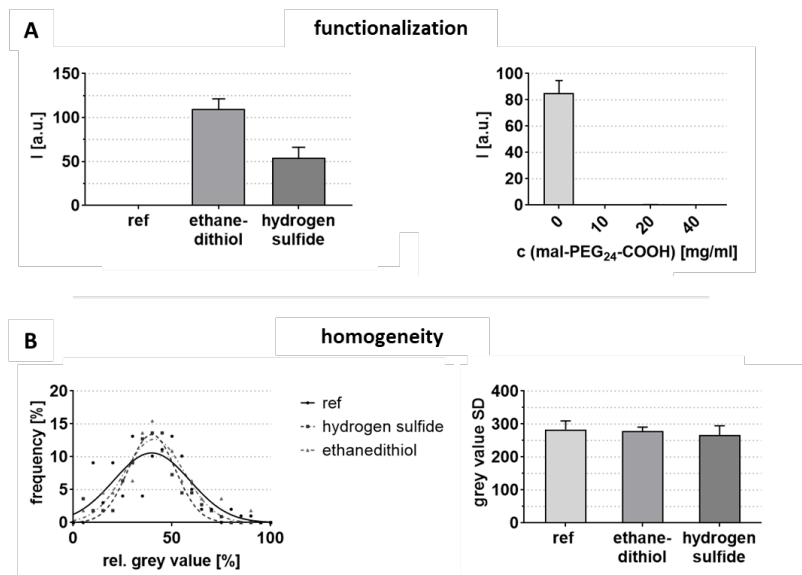 A
functionalization
150
100
50
0
I [a.u.]
ref
ethane-
dithiol
hydrogen
sulfide
100
80
60
40
20
0
I [a.u.]
0
10
20
40
c (mal-PEG24-COOH) [mg/ml]
B
homogeneity
20
15
10
5
0
frequency [%]
0
50
100
rel. grey value [%]
ref
hydrogen sulfide
ethanedithiol
400
300
200
100
0
grey value SD
ref
ethane-
dithiol
hydrogen
sulfide